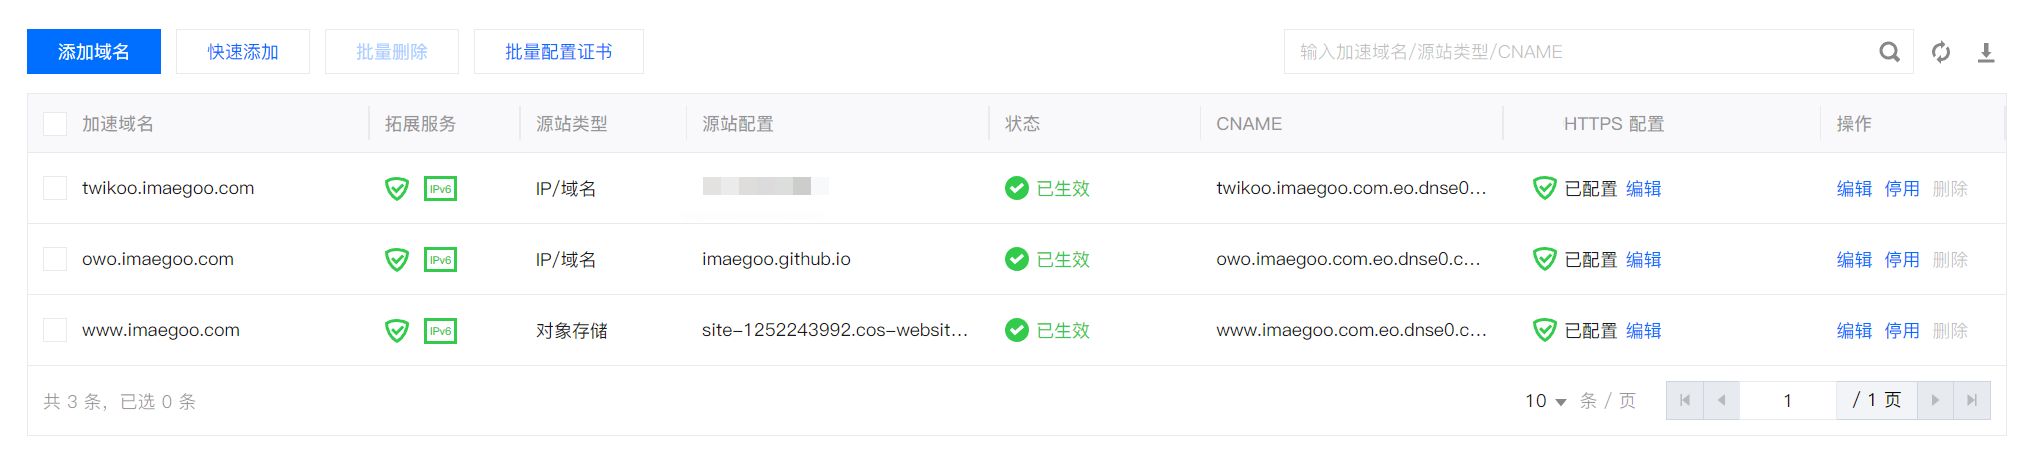 添加域名 快速添加 批量删除 批量配置证书 输入加速域名/源站类型/CNAME
加速域名 拓展服务 源站类型 源站配置 状态 CNAME HTTPS 配置 操作
twikoo.imaegoo.com IPv6 IP/域名 已生效 twikoo.imaegoo.com.eo.dnse0... 已配置 编辑 编辑 停用 删除
owo.imaegoo.com IPv6 IP/域名 imaegoo.github.io 已生效 owo.imaegoo.com.eo.dnse0.c... 已配置 编辑 编辑 停用 删除
www.imaegoo.com IPv6 对象存储 site-1252243992.cos-websit... 已生效 www.imaegoo.com.eo.dnse0.c... 已配置 编辑 编辑 停用 删除
共 3 条，已选 0 条 10 条 / 页 1 / 1 页